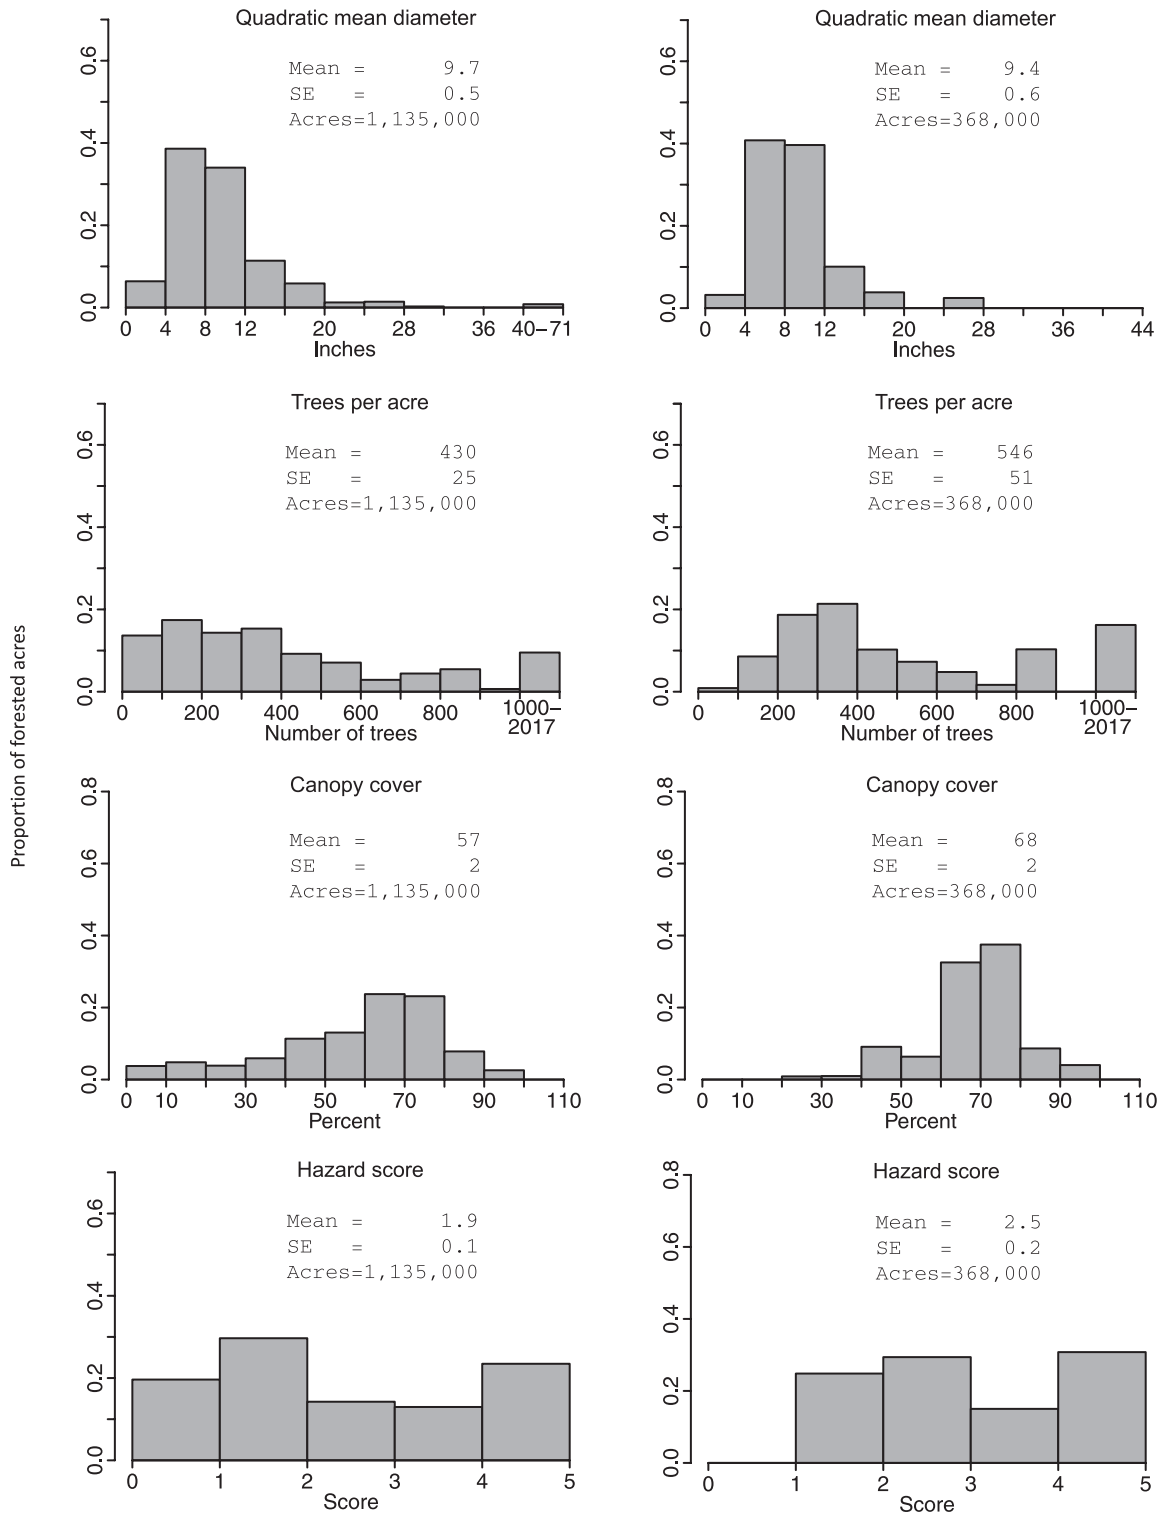 Proportion of forested acres
Quadratic mean diameter
Mean = 9.7
SE = 0.5
Acres=1,135,000
0.0 0.2 0.4 0.6
0 4 8 12 20 28 36 40–71
Inches
Quadratic mean diameter
Mean = 9.4
SE = 0.6
Acres=368,000
0.0 0.2 0.4 0.6
0 4 8 12 20 28 36 44
Inches
Trees per acre
Mean = 430
SE = 25
Acres=1,135,000
0.0 0.2 0.4 0.6
0 200 400 600 800 1000–
2017
Number of trees
Trees per acre
Mean = 546
SE = 51
Acres=368,000
0.0 0.2 0.4 0.6
0 200 400 600 800 1000–
2017
Number of trees
Canopy cover
Mean = 57
SE = 2
Acres=1,135,000
0.0 0.2 0.4 0.6 0.8
0 10 30 50 70 90 110
Percent
Canopy cover
Mean = 68
SE = 2
Acres=368,000
0.0 0.2 0.4 0.6 0.8
0 10 30 50 70 90 110
Percent
Hazard score
Mean = 1.9
SE = 0.1
Acres=1,135,000
0.0 0.2 0.4 0.6
0 1 2 3 4 5
Score
Hazard score
Mean = 2.5
SE = 0.2
Acres=368,000
0.0 0.2 0.4 0.6 0.8
0 1 2 3 4 5
Score